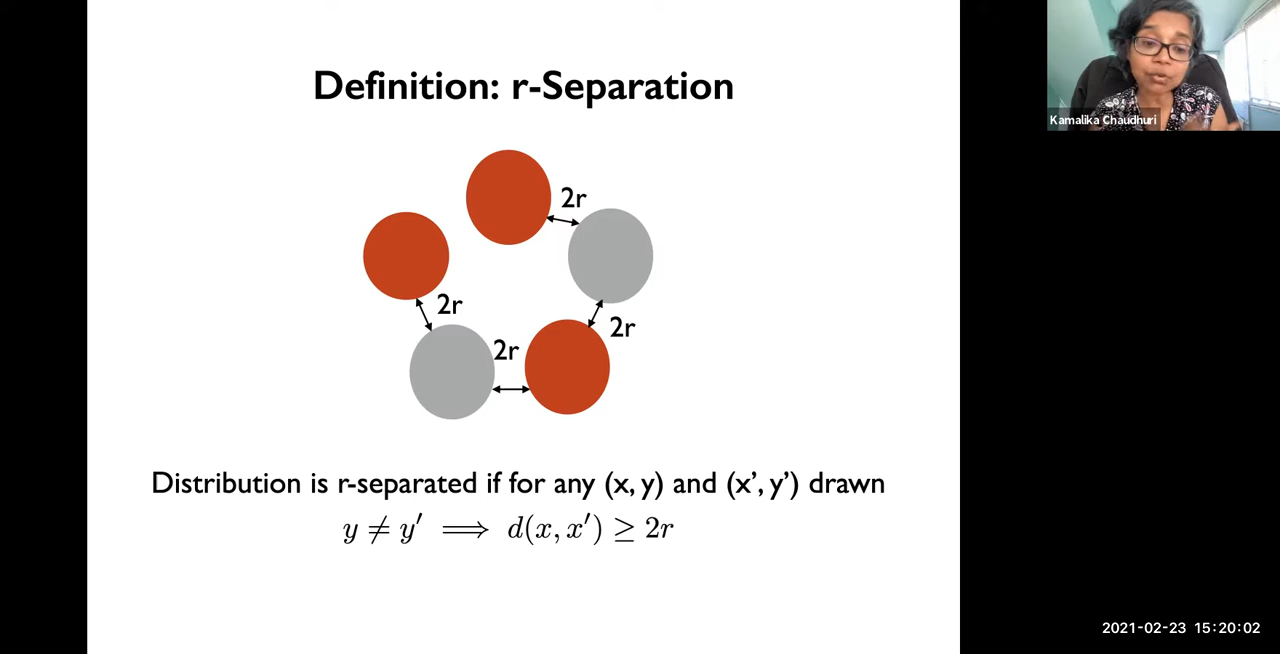 Definition: r-Separation
2r
2r
2r
2r
Distribution is r-separated if for any (x, y) and (x’, y’) drawn
y ≠ y′ ⟹ d(x, x′) ≥ 2r
Kamalika Chaudhuri
2021-02-23 15:20:02